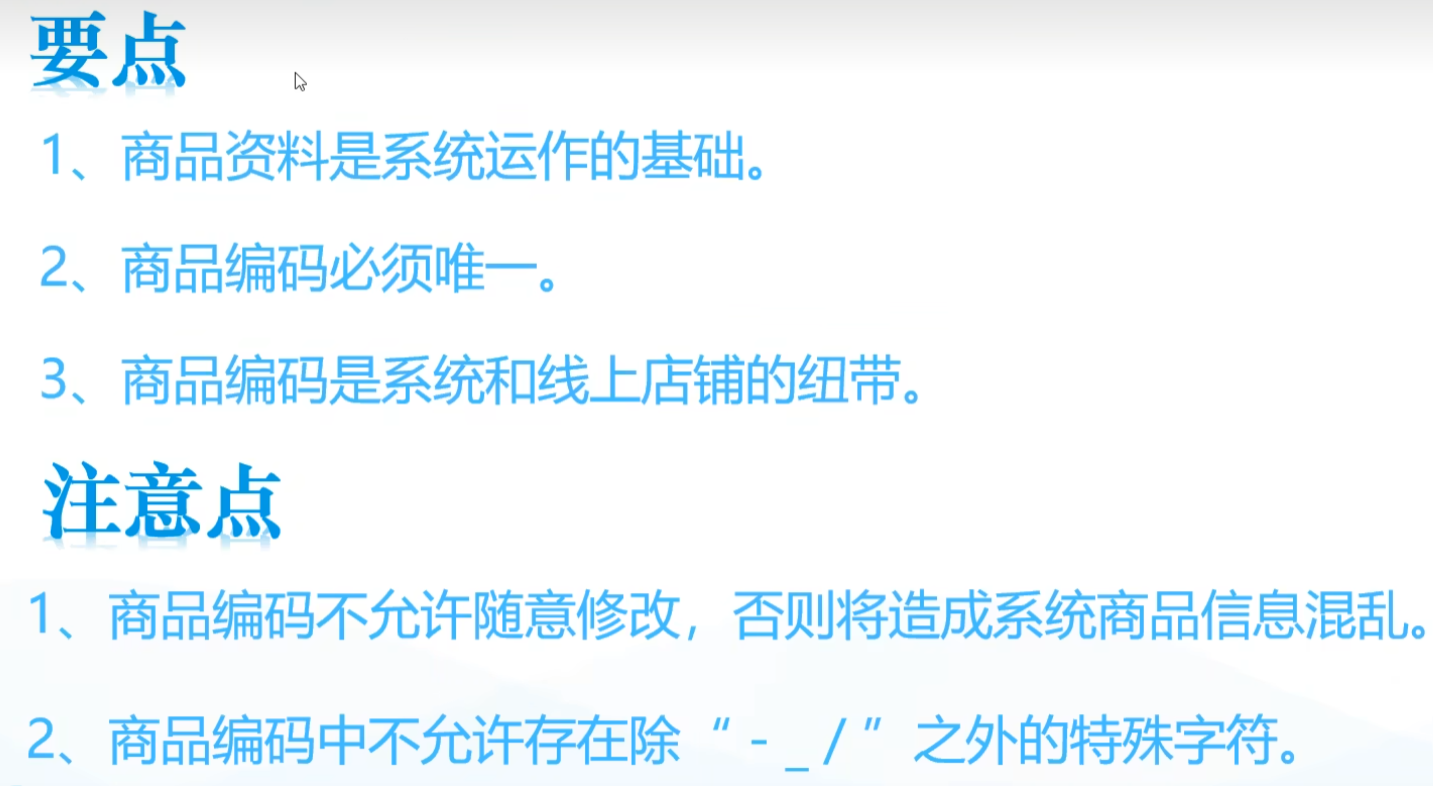 要点
1、商品资料是系统运作的基础。
2、商品编码必须唯一。
3、商品编码是系统和线上店铺的纽带。
注意点
1、商品编码不允许随意修改，否则将造成系统商品信息混乱。
2、商品编码中不允许存在除“ - _ / ”之外的特殊字符。